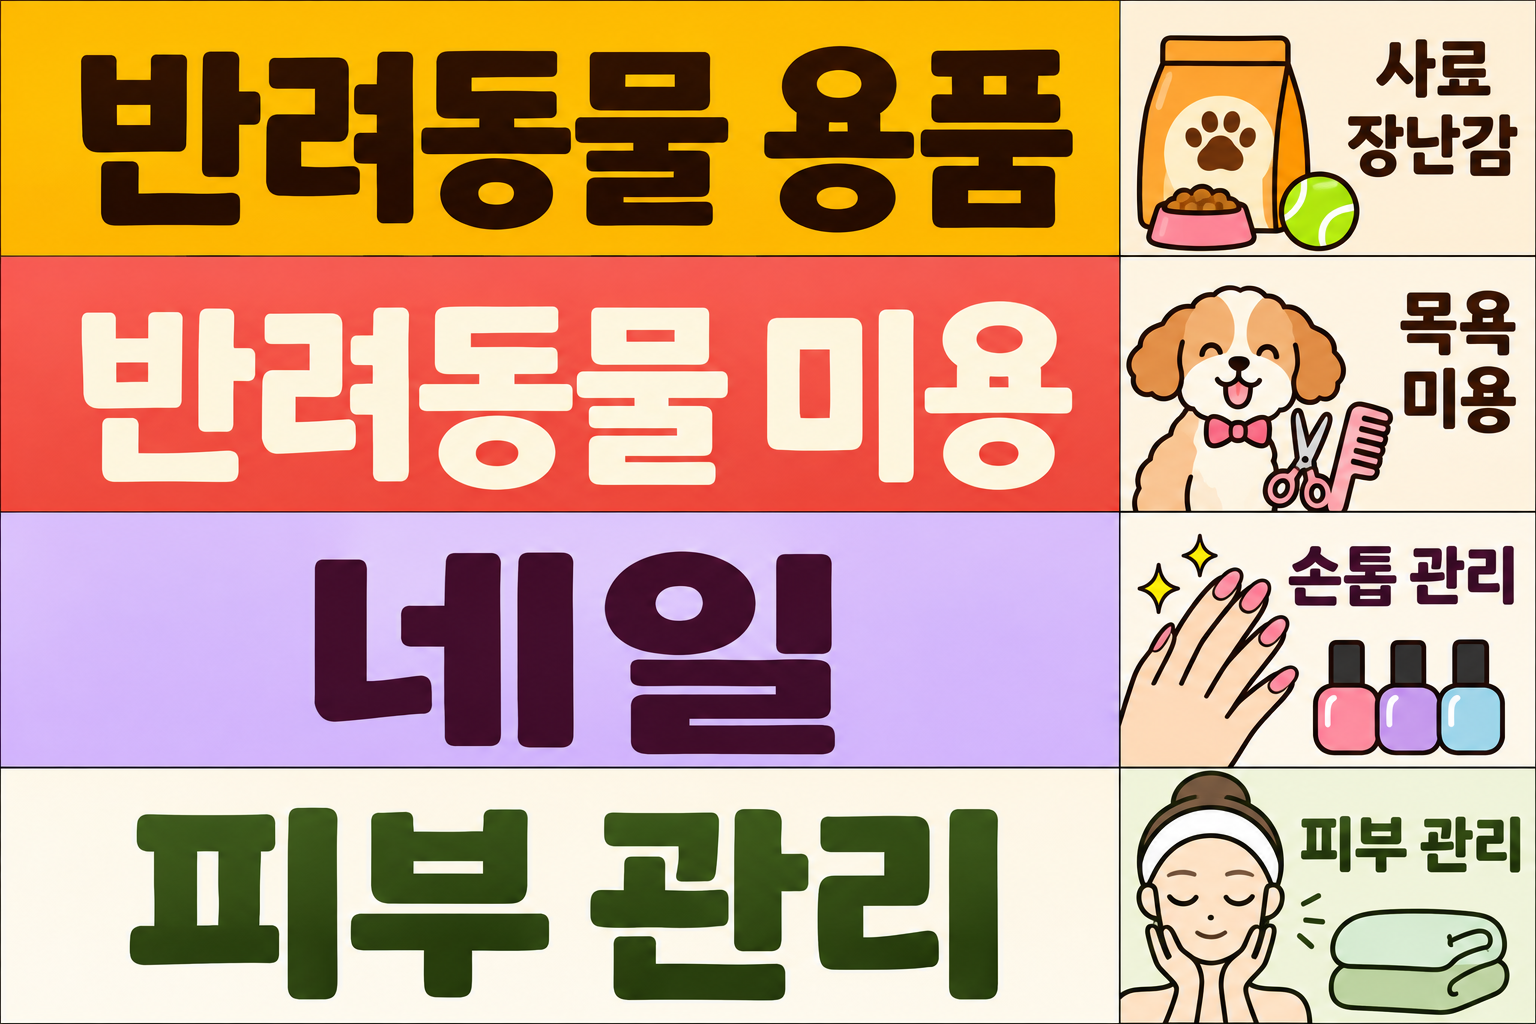 반려동물 용품
사료
장난감
반려동물 미용
목욕
미용
네일
손톱 관리
피부 관리
피부 관리